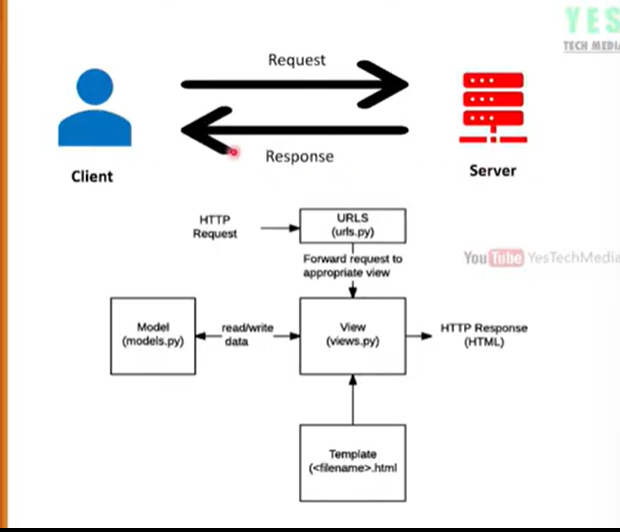 YES
TECH MEDIA
Request
Response
Client
Server
HTTP
Request
URLS
(urls.py)
Forward request to
appropriate view
YouTube YesTechMedia
Model
(models.py)
read/write
data
View
(views.py)
HTTP Response
(HTML)
Template
(<filename>.html